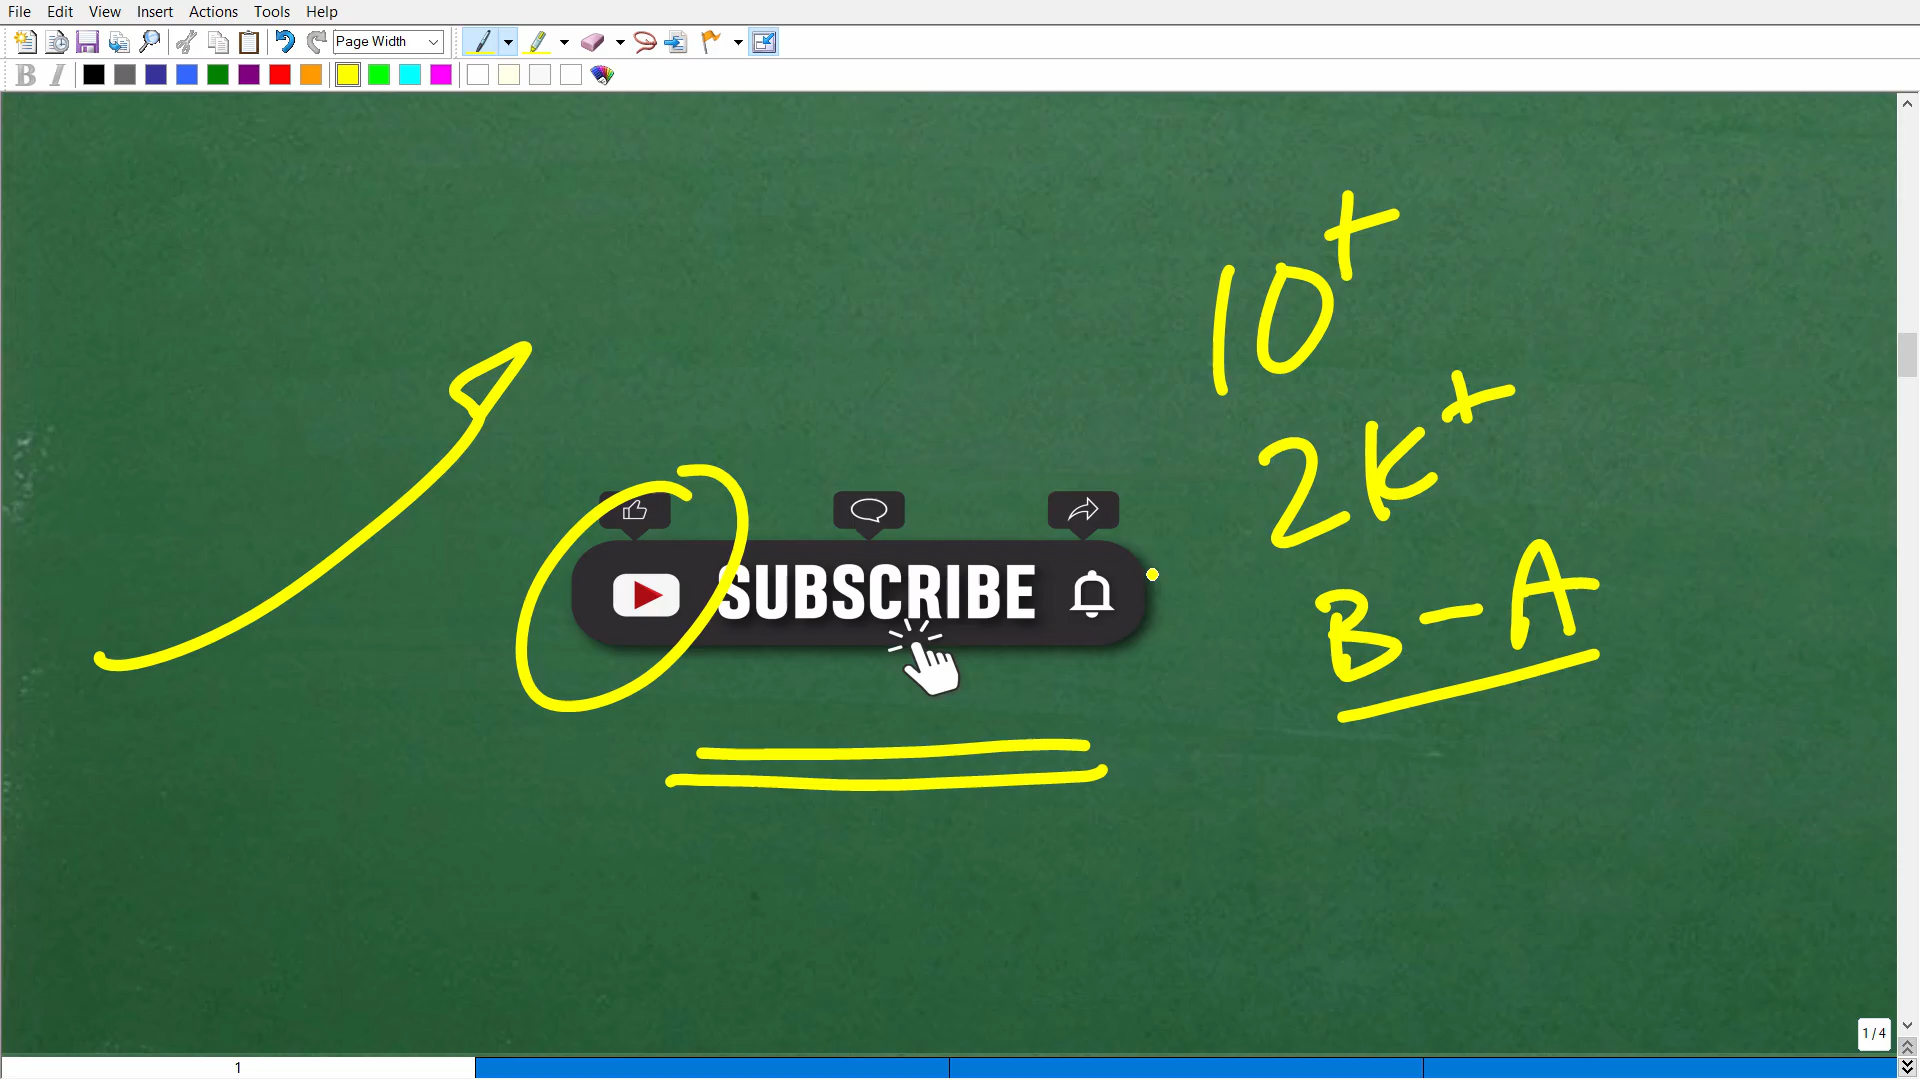 File Edit View Insert Actions Tools Help
Page Width
B I
10+
2K+
SUBSCRIBE
B-A
1/4
1